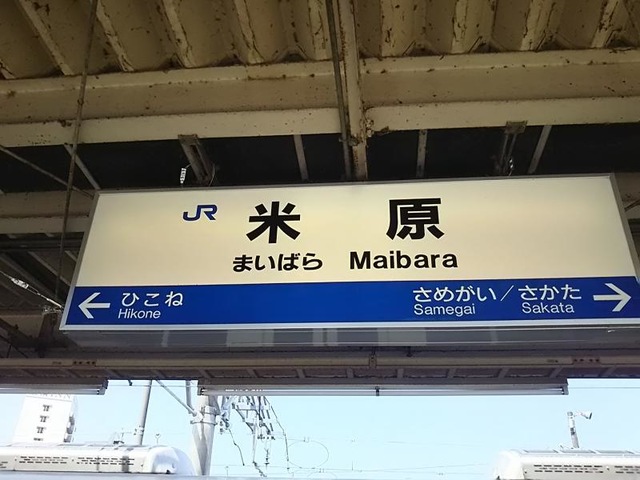 JR 米原
まいばら Maibara
← ひこね さめがい／さかた →
Hikone Samegai Sakata